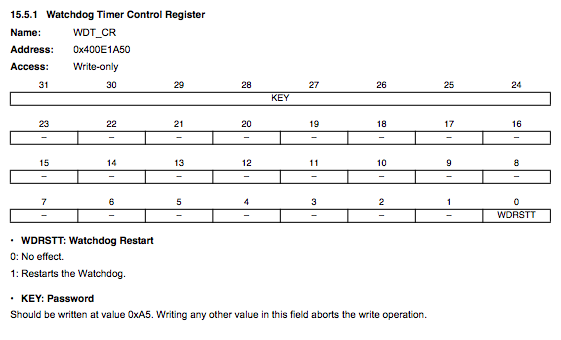 15.5.1 Watchdog Timer Control Register
Name: WDT_CR
Address: 0x400E1A50
Access: Write-only
31 30 29 28 27 26 25 24
KEY
23 22 21 20 19 18 17 16
– – – – – – – –
15 14 13 12 11 10 9 8
– – – – – – – –
7 6 5 4 3 2 1 0
– – – – – – – WDRSTT
• WDRSTT: Watchdog Restart
0: No effect.
1: Restarts the Watchdog.
• KEY: Password
Should be written at value 0xA5. Writing any other value in this field aborts the write operation.